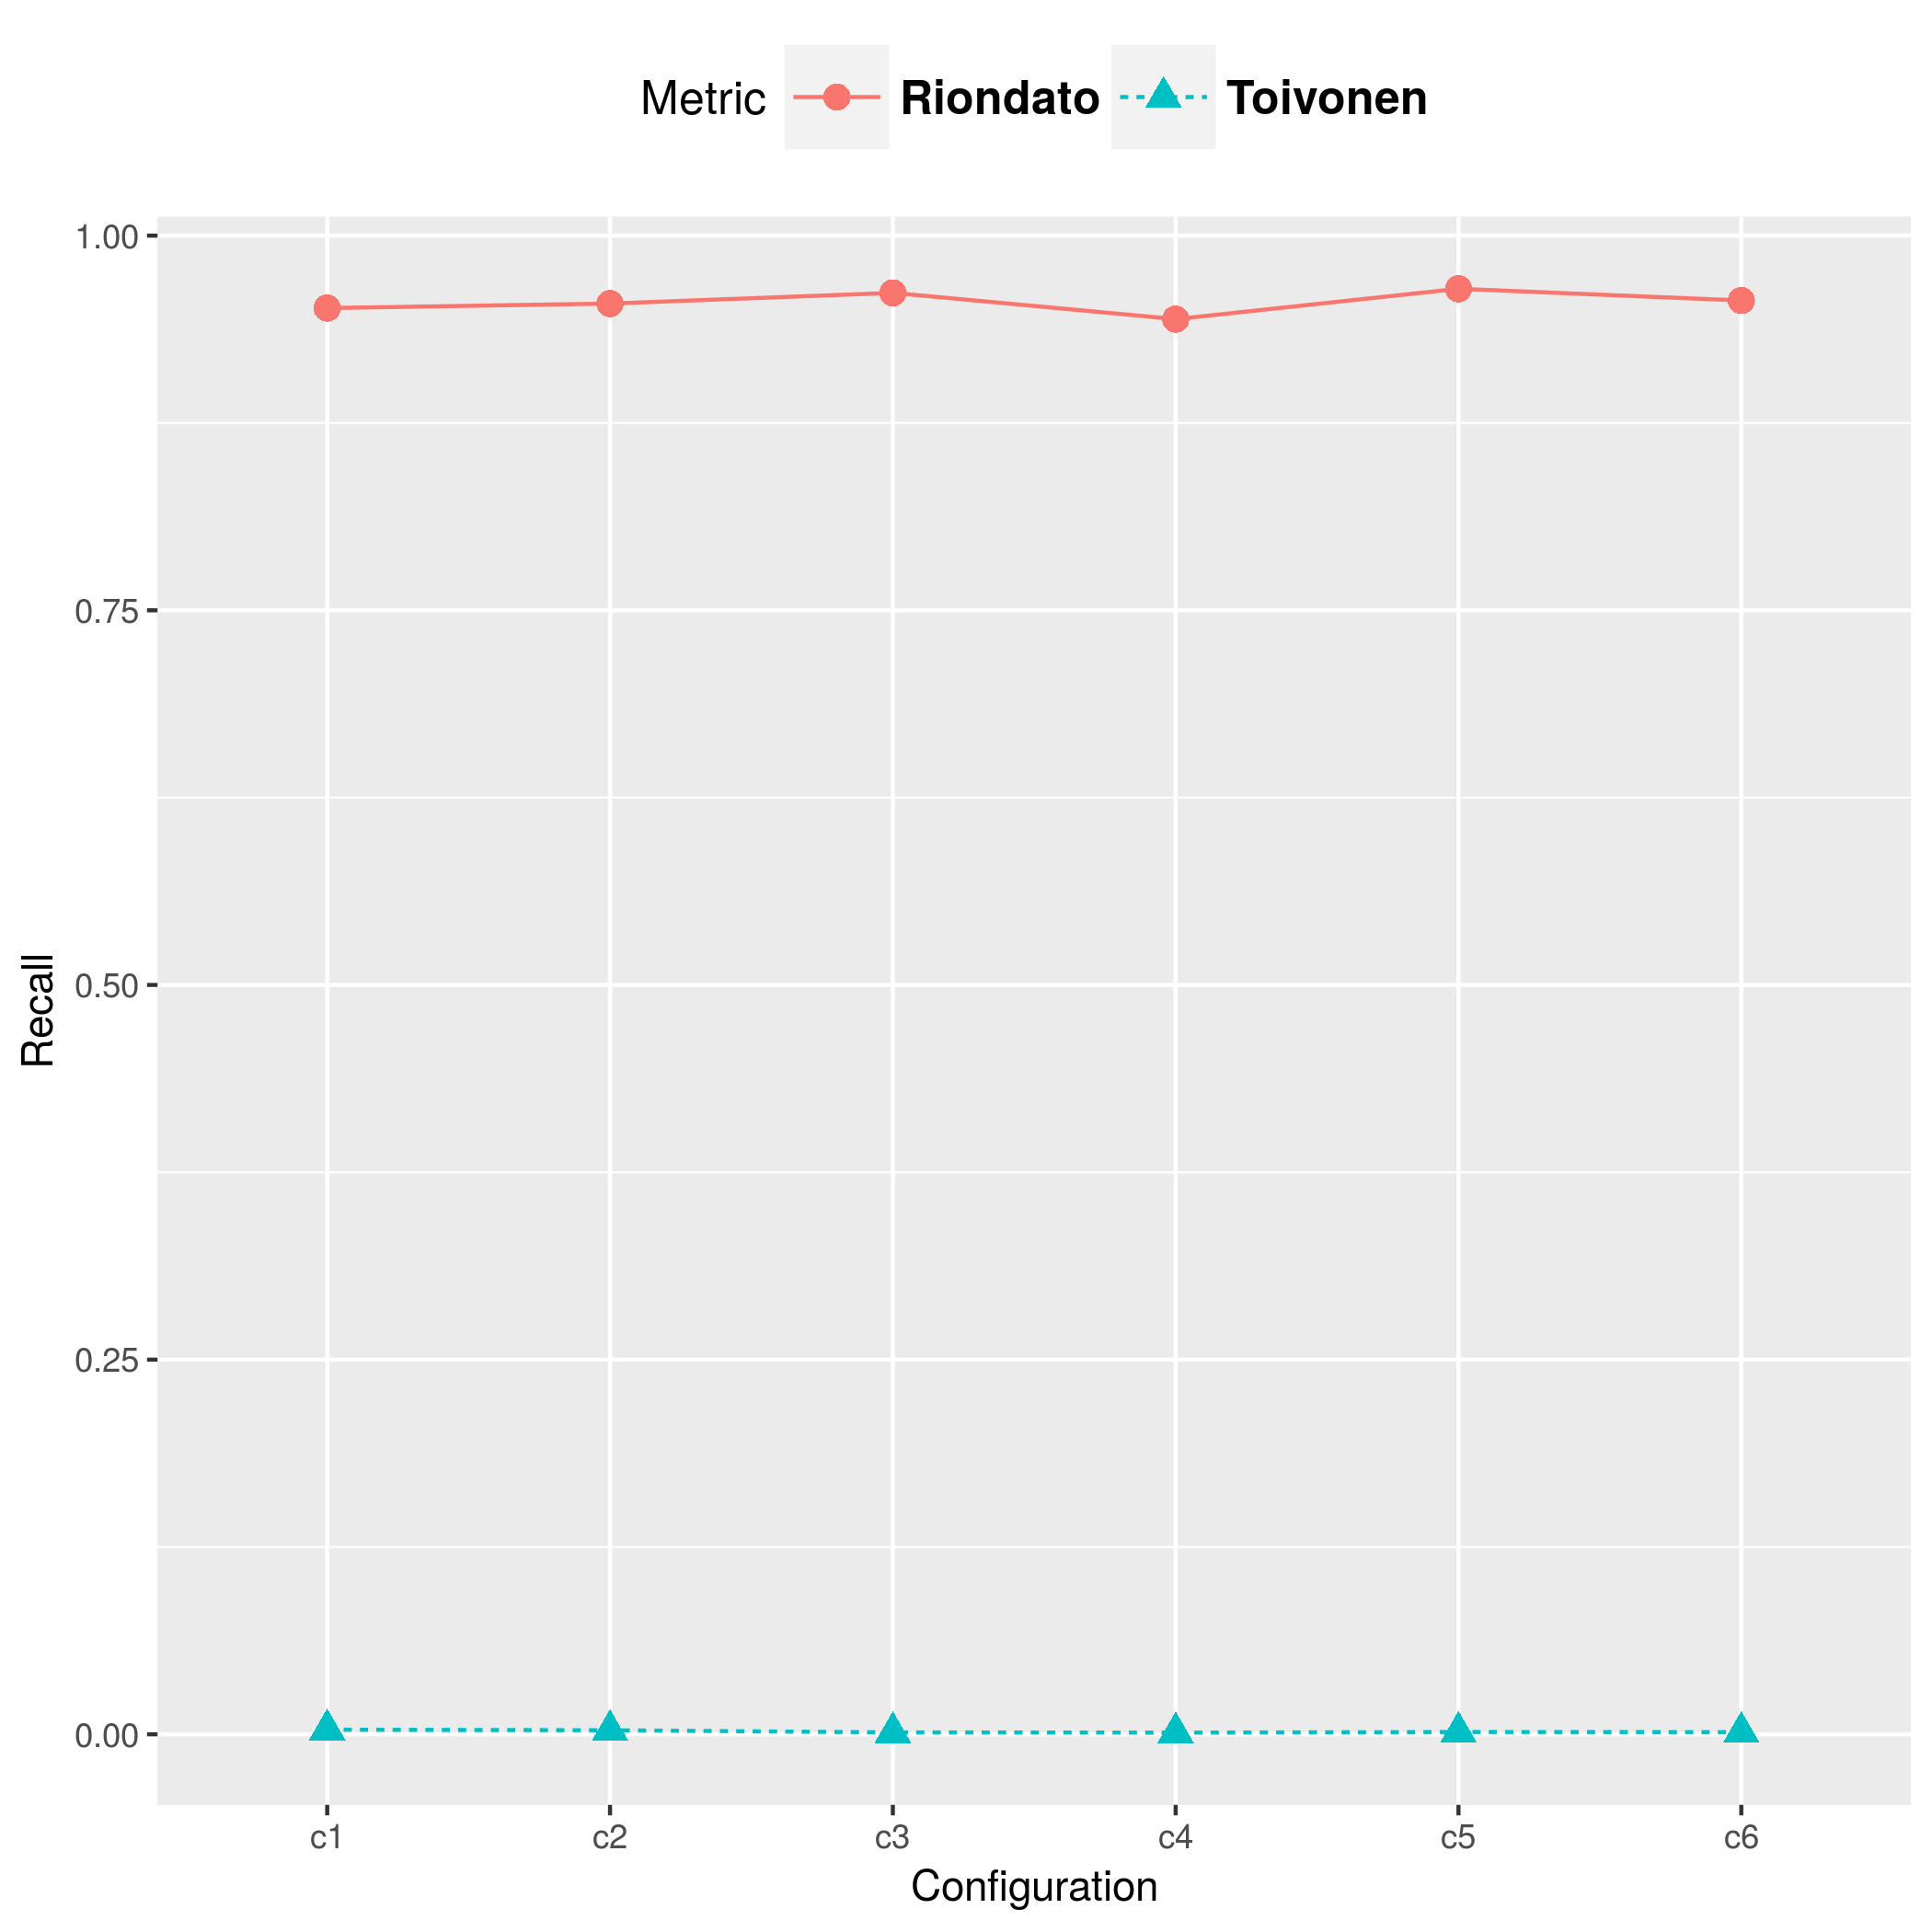 Metric Riondato Toivonen
1.00
0.75
0.50
0.25
0.00
Recall
c1 c2 c3 c4 c5 c6
Configuration